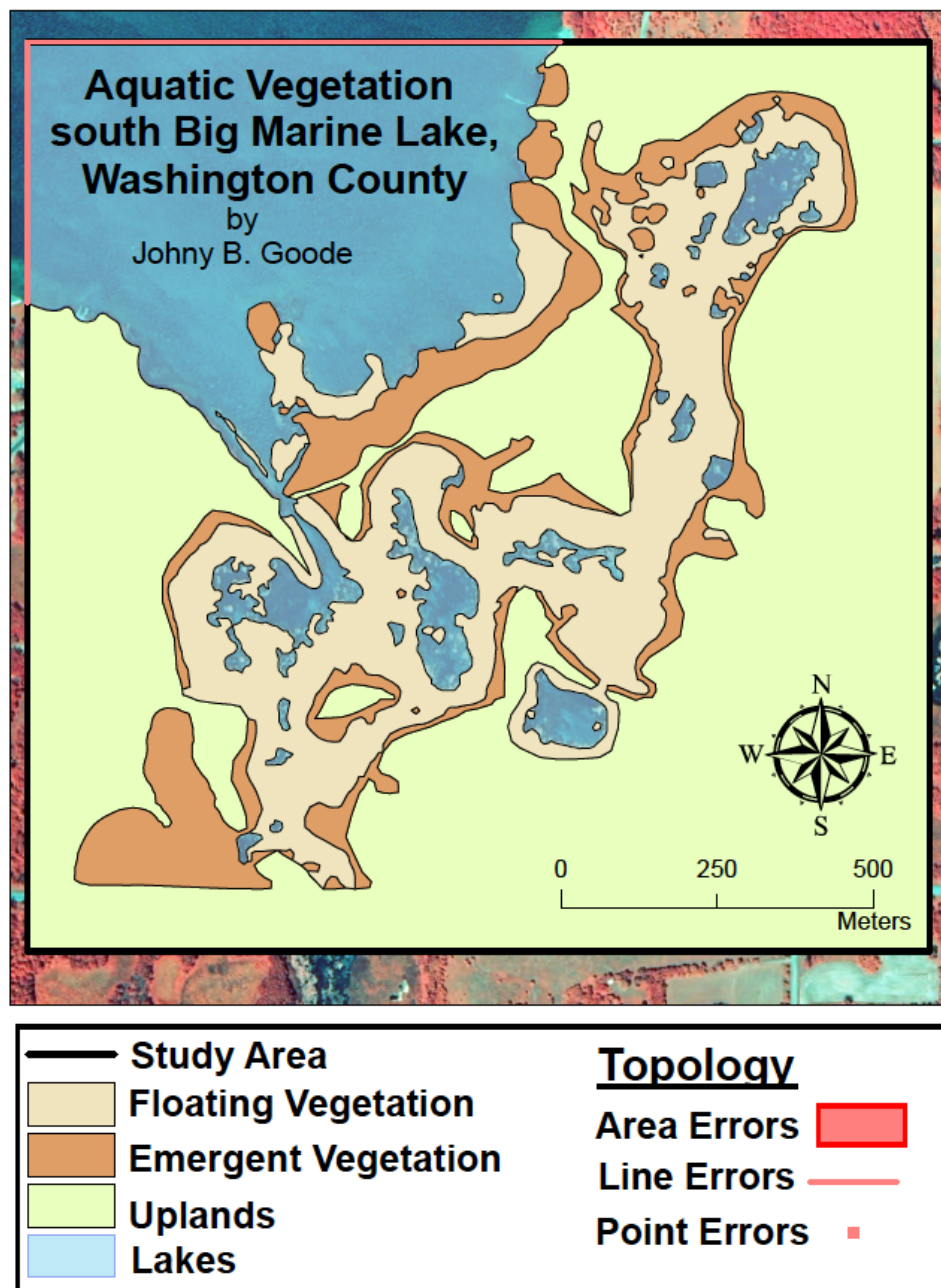 Aquatic Vegetation
south Big Marine Lake,
Washington County
by
Johny B. Goode
N
W E
S
0 250 500
Meters
Study Area
Floating Vegetation
Emergent Vegetation
Uplands
Lakes
Topology
Area Errors
Line Errors
Point Errors